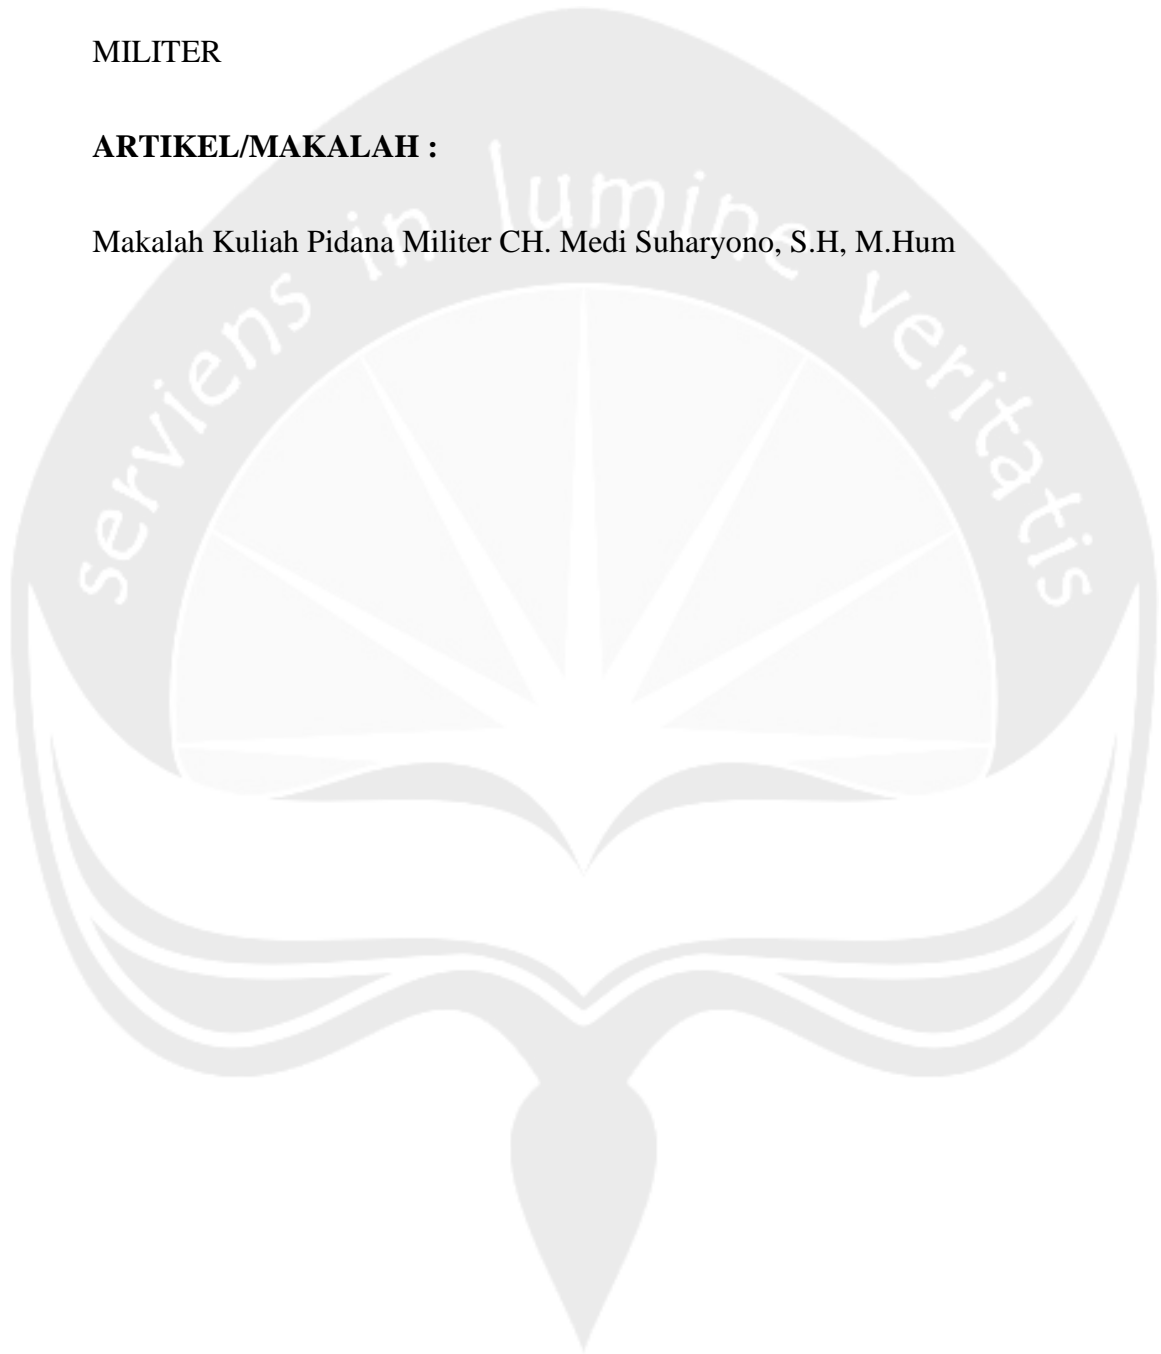 MILITER
ARTIKEL/MAKALAH :
Makalah Kuliah Pidana Militer CH. Medi Suharyono, S.H, M.Hum
serviens in lumine veritatis